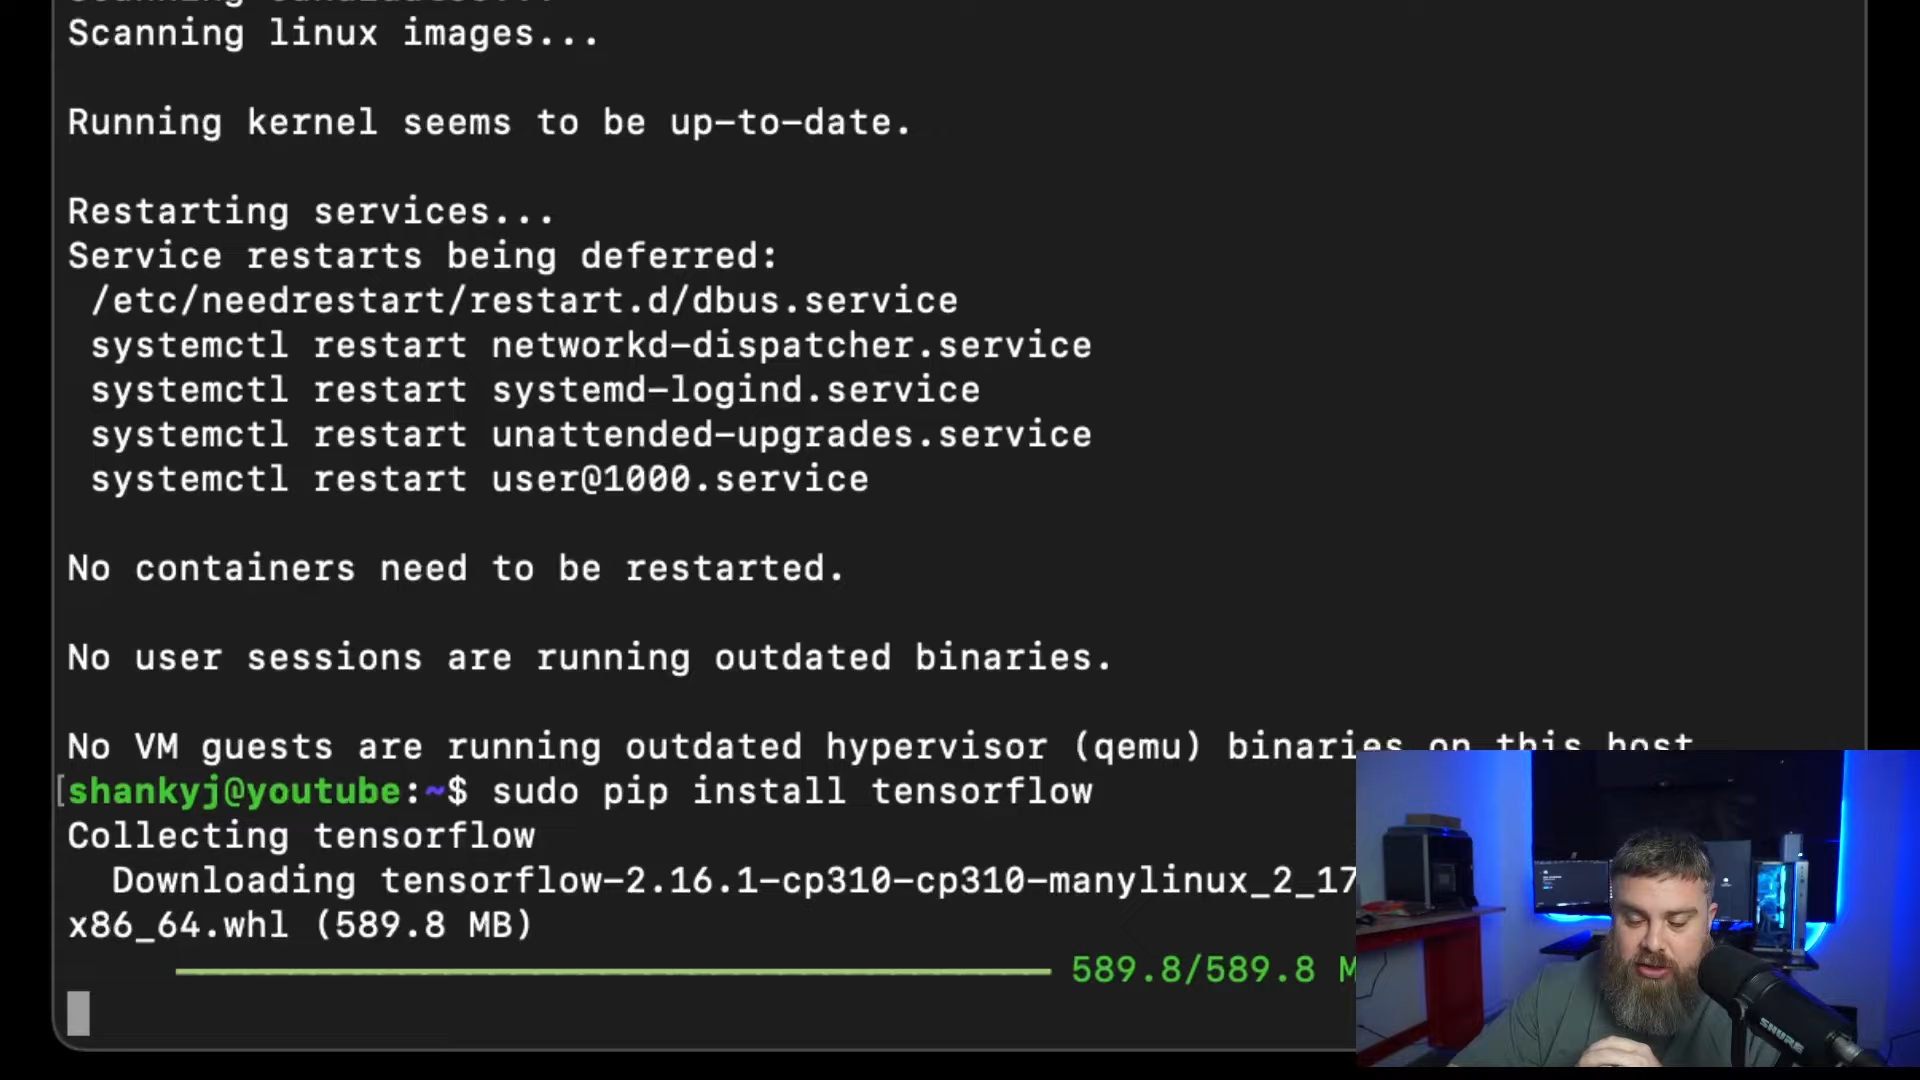 Scanning linux images...
Running kernel seems to be up-to-date.
Restarting services...
Service restarts being deferred:
/etc/needrestart/restart.d/dbus.service
systemctl restart networkd-dispatcher.service
systemctl restart systemd-logind.service
systemctl restart unattended-upgrades.service
systemctl restart user@1000.service
No containers need to be restarted.
No user sessions are running outdated binaries.
No VM guests are running outdated hypervisor (qemu) binaries on this host
[shankyj@youtube:~$ sudo pip install tensorflow
Collecting tensorflow
Downloading tensorflow-2.16.1-cp310-cp310-manylinux_2_17
x86_64.whl (589.8 MB)
589.8/589.8 M
SHURE